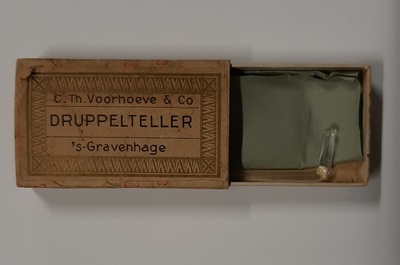 C. Th. Voorhoeve & Co
DRUPPELTELLER
's-Gravenhage